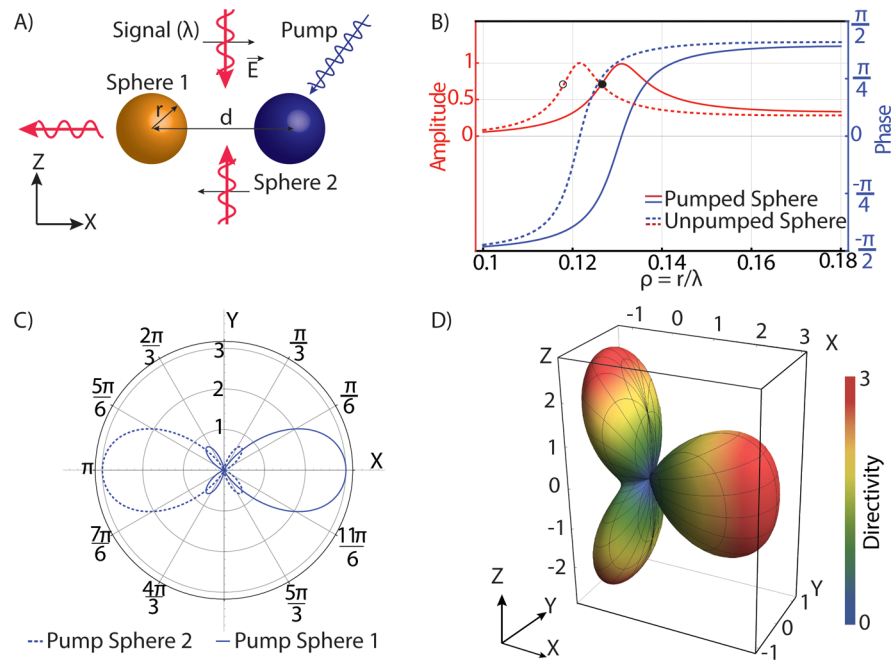 A)
Signal (λ)
Pump
E
Sphere 1
r
d
Sphere 2
Z
X
B)
Amplitude
1
0.5
0
π/2
π/4
0
-π/4
-π/2
Phase
Pumped Sphere
Unpumped Sphere
0.1 0.12 0.14 0.16 0.18
ρ = r/λ
C)
Y
X
3
2
1
π/3
π/6
2π/3
5π/6
π
7π/6
4π/3
5π/3
11π/6
Pump Sphere 2 Pump Sphere 1
D)
-1 0 1 2 3
X
Z
2
1
0
-1
-2
Y
1
0
-1
Z
Y
X
3
Directivity
0